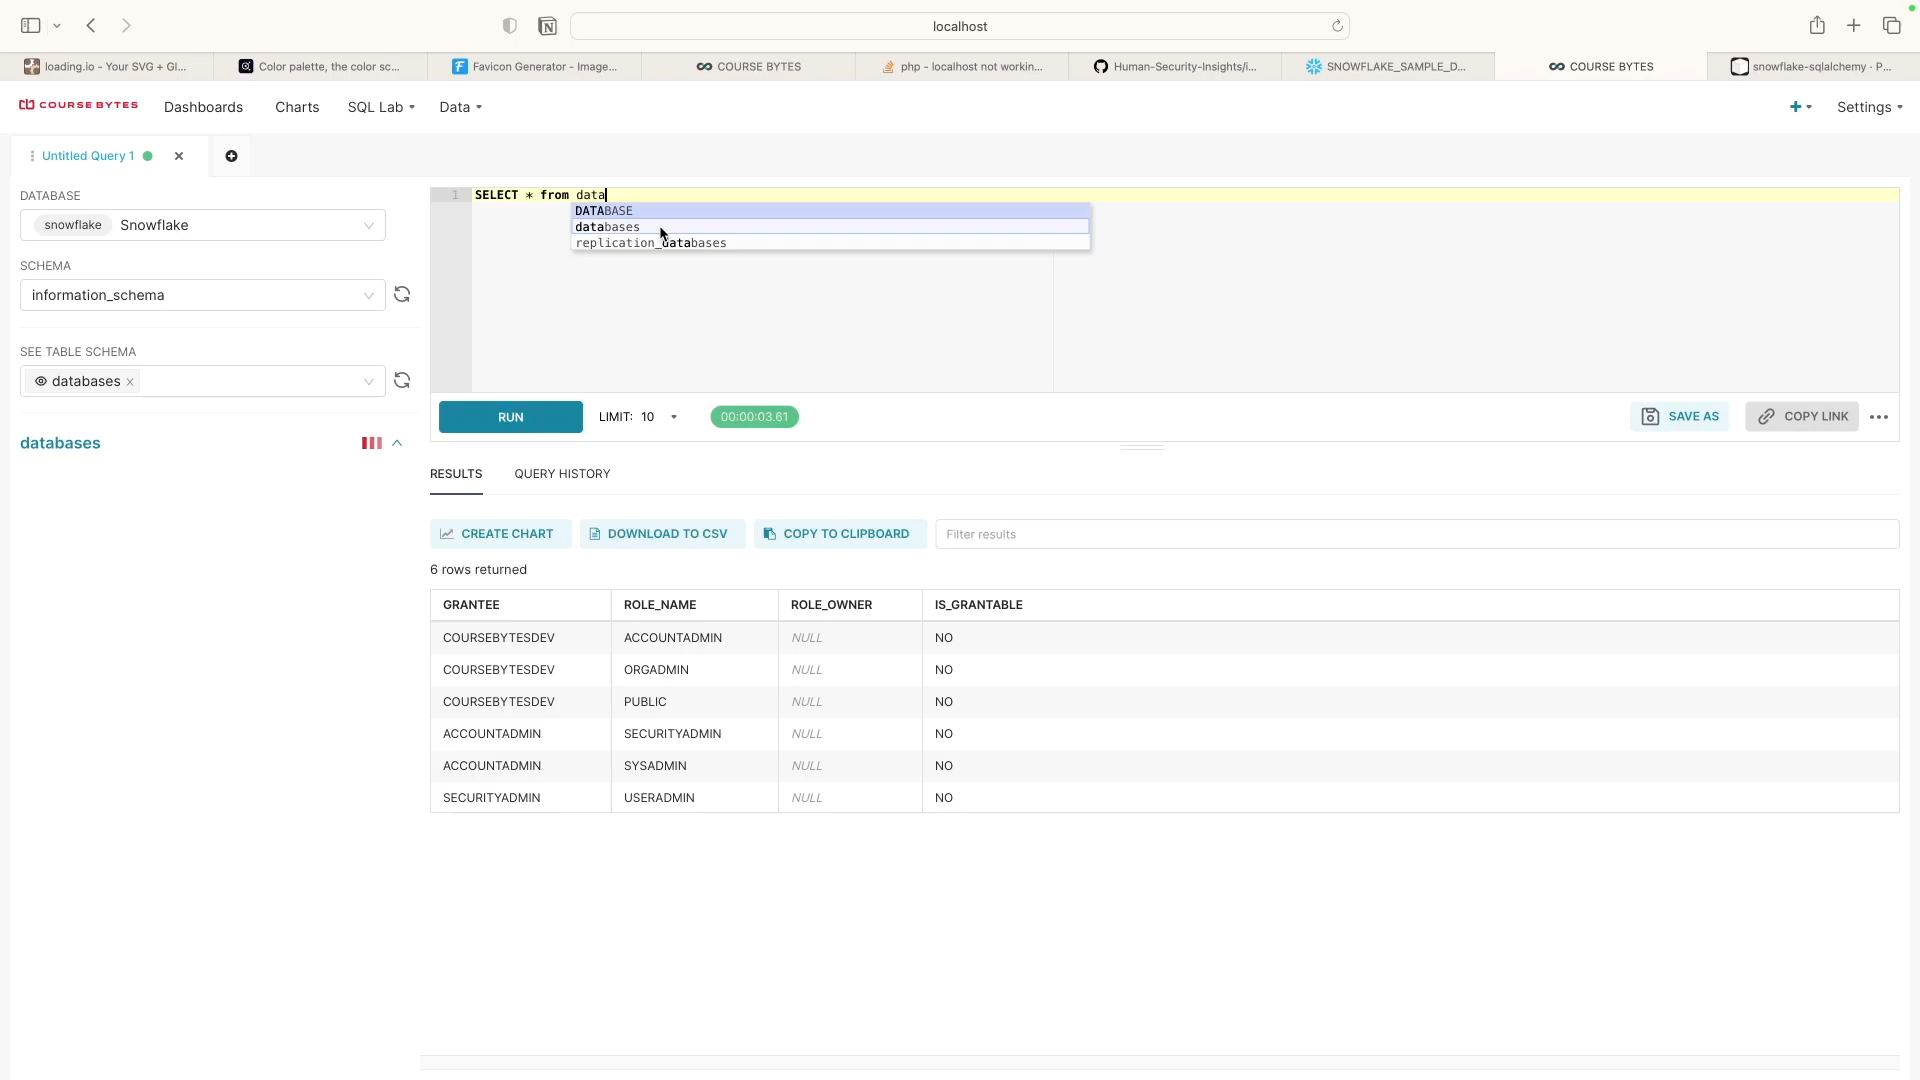 localhost
loading.io - Your SVG + GI...
Color palette, the color sc...
Favicon Generator - Image...
COURSE BYTES
php - localhost not workin...
Human-Security-Insights/i...
SNOWFLAKE_SAMPLE_D...
COURSE BYTES
snowflake-sqlalchemy · P...
COURSE BYTES
Dashboards
Charts
SQL Lab
Data
Settings
Untitled Query 1
DATABASE
snowflake Snowflake
SCHEMA
information_schema
SEE TABLE SCHEMA
databases
databases
1 SELECT * from data
DATABASE
databases
replication_databases
RUN
LIMIT: 10
00:00:03.61
SAVE AS
COPY LINK
RESULTS
QUERY HISTORY
CREATE CHART
DOWNLOAD TO CSV
COPY TO CLIPBOARD
Filter results
6 rows returned
GRANTEE ROLE_NAME ROLE_OWNER IS_GRANTABLE
COURSEBYTESDEV ACCOUNTADMIN NULL NO
COURSEBYTESDEV ORGADMIN NULL NO
COURSEBYTESDEV PUBLIC NULL NO
ACCOUNTADMIN SECURITYADMIN NULL NO
ACCOUNTADMIN SYSADMIN NULL NO
SECURITYADMIN USERADMIN NULL NO